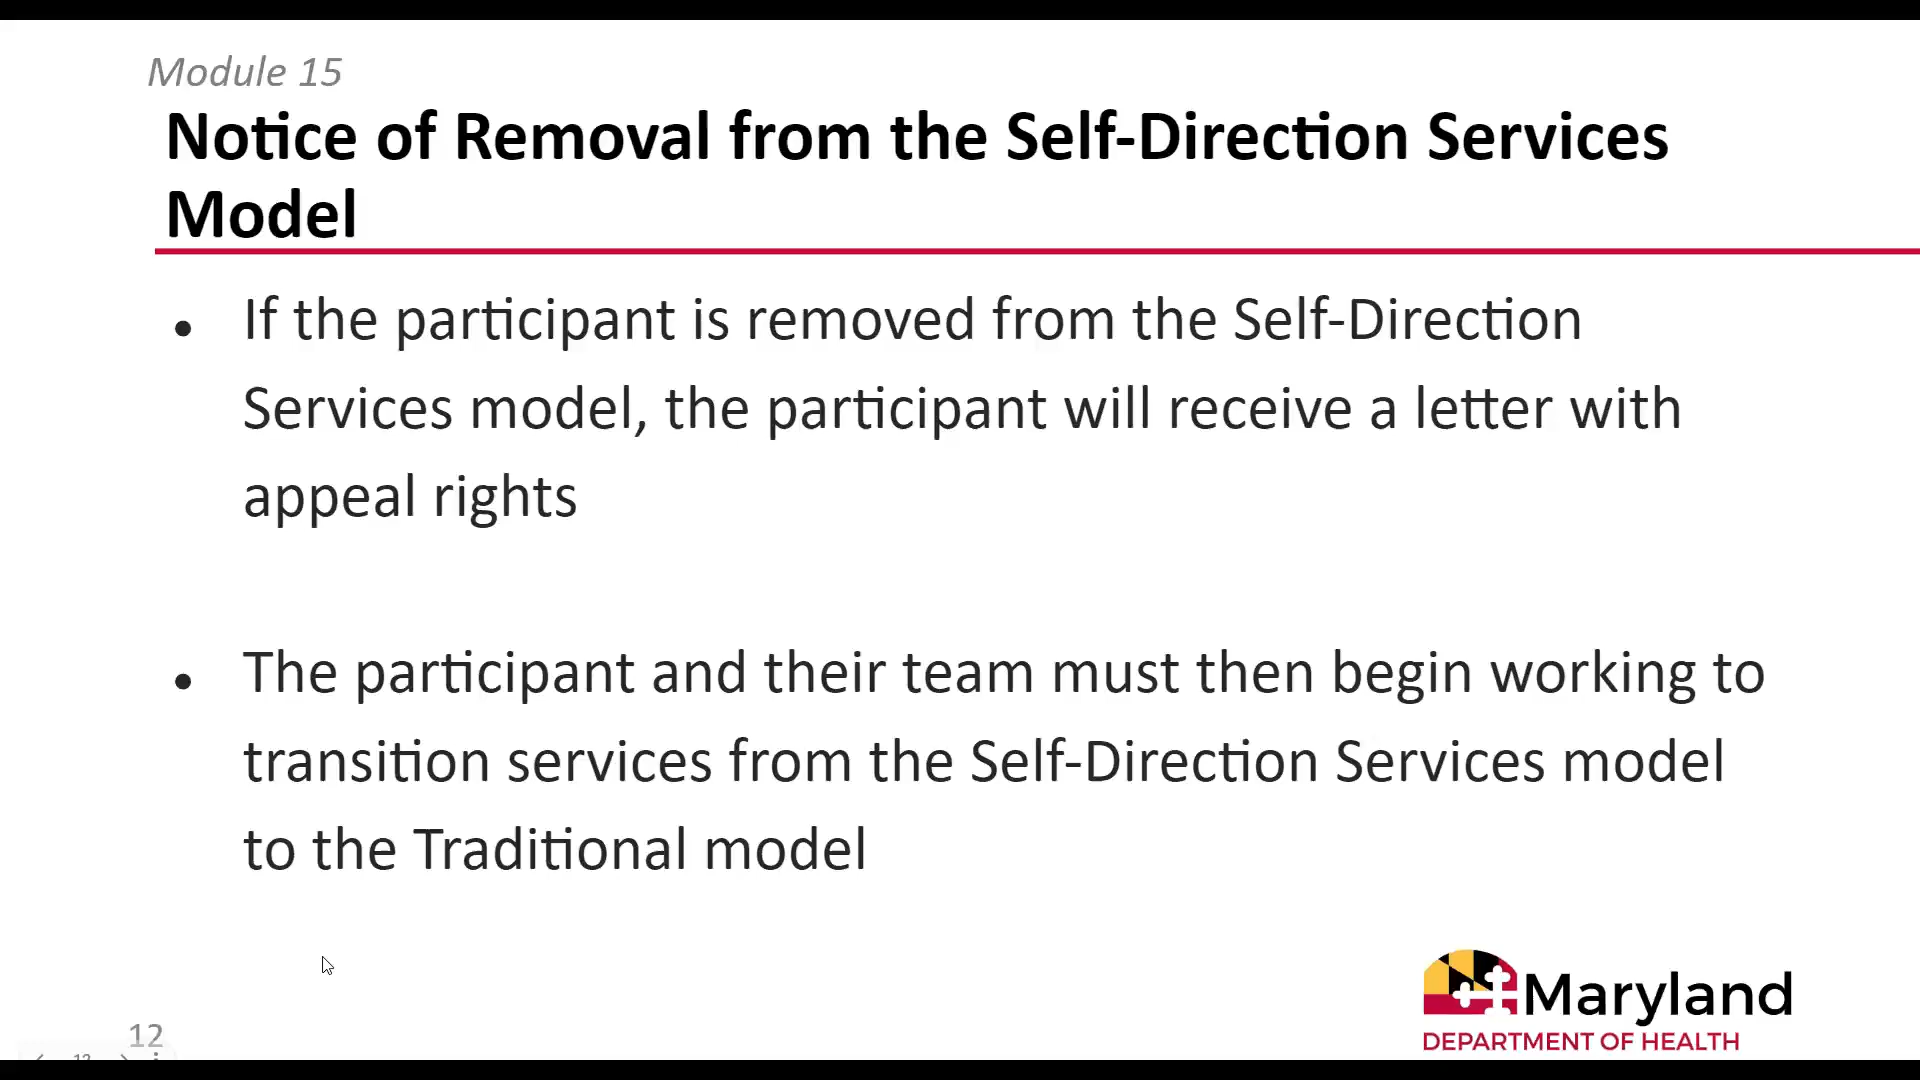 Module 15
Notice of Removal from the Self-Direction Services
Model
• If the participant is removed from the Self-Direction
Services model, the participant will receive a letter with
appeal rights
• The participant and their team must then begin working to
transition services from the Self-Direction Services model
to the Traditional model
12
Maryland
DEPARTMENT OF HEALTH